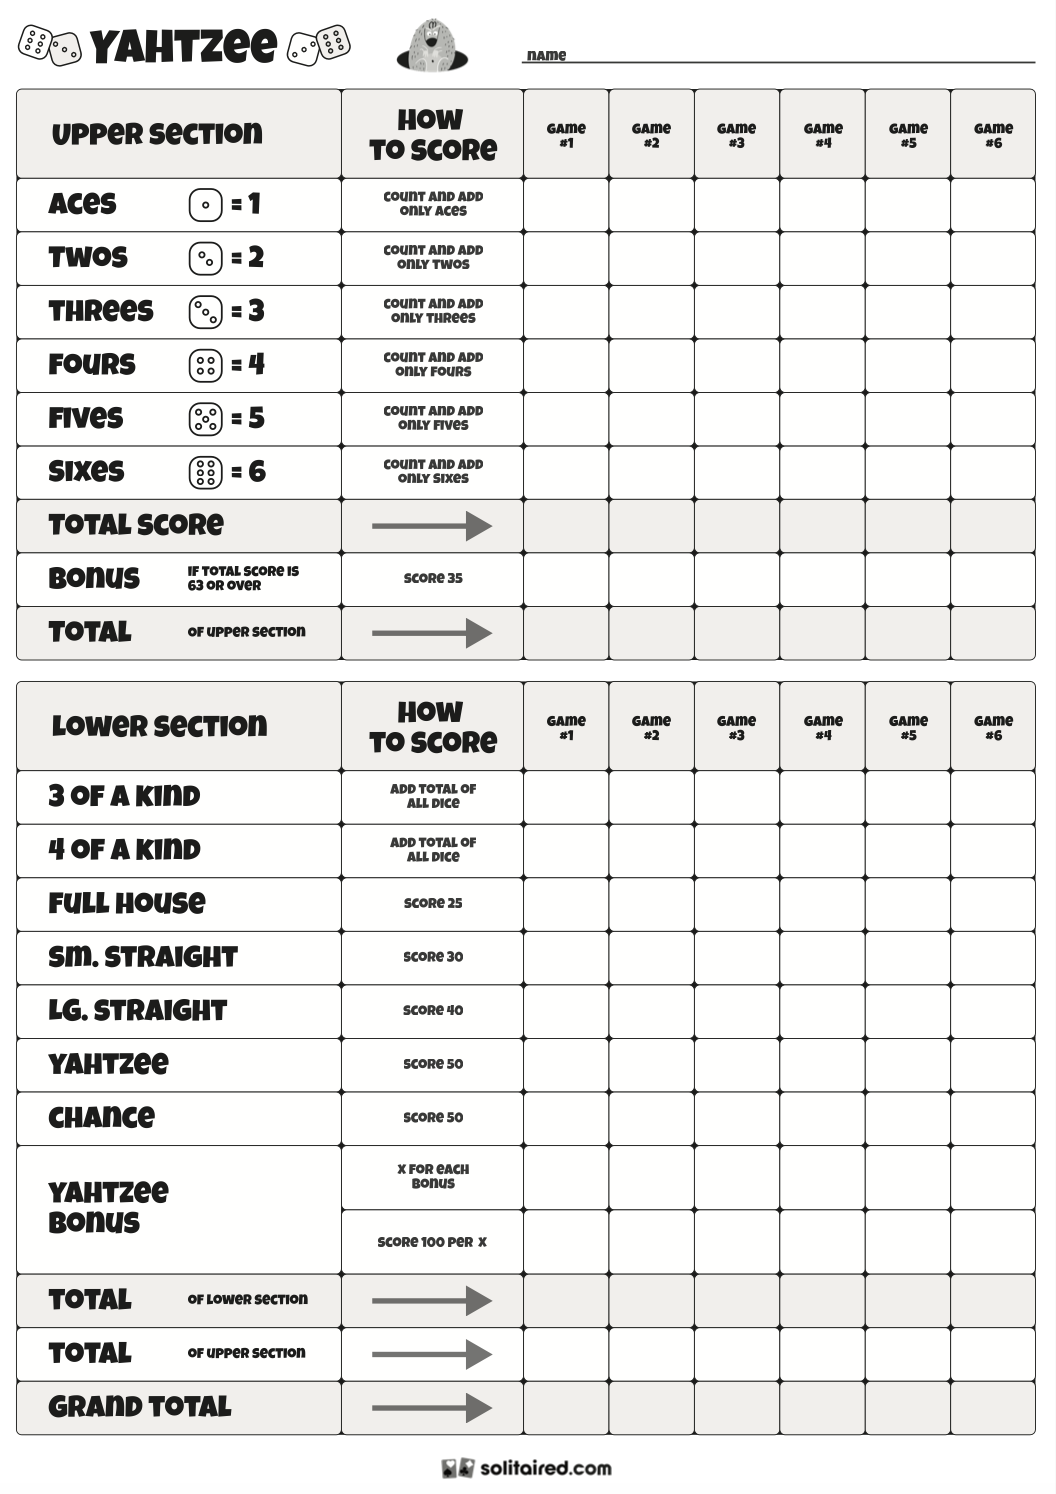 YAHTZEE
NAME
UPPER SECTION
HOW
TO SCORE
GAME
#1
GAME
#2
GAME
#3
GAME
#4
GAME
#5
GAME
#6
ACES = 1
COUNT AND ADD
ONLY ACES
TWOS = 2
COUNT AND ADD
ONLY TWOS
THREES = 3
COUNT AND ADD
ONLY THREES
FOURS = 4
COUNT AND ADD
ONLY FOURS
FIVES = 5
COUNT AND ADD
ONLY FIVES
SIXES = 6
COUNT AND ADD
ONLY SIXES
TOTAL SCORE
BONUS
IF TOTAL SCORE IS
63 OR OVER
SCORE 35
TOTAL OF UPPER SECTION
LOWER SECTION
HOW
TO SCORE
GAME
#1
GAME
#2
GAME
#3
GAME
#4
GAME
#5
GAME
#6
3 OF A KIND
ADD TOTAL OF
ALL DICE
4 OF A KIND
ADD TOTAL OF
ALL DICE
FULL HOUSE
SCORE 25
SM. STRAIGHT
SCORE 30
LG. STRAIGHT
SCORE 40
YAHTZEE
SCORE 50
CHANCE
SCORE 50
YAHTZEE
BONUS
X FOR EACH
BONUS
SCORE 100 PER X
TOTAL OF LOWER SECTION
TOTAL OF UPPER SECTION
GRAND TOTAL
solitaired.com